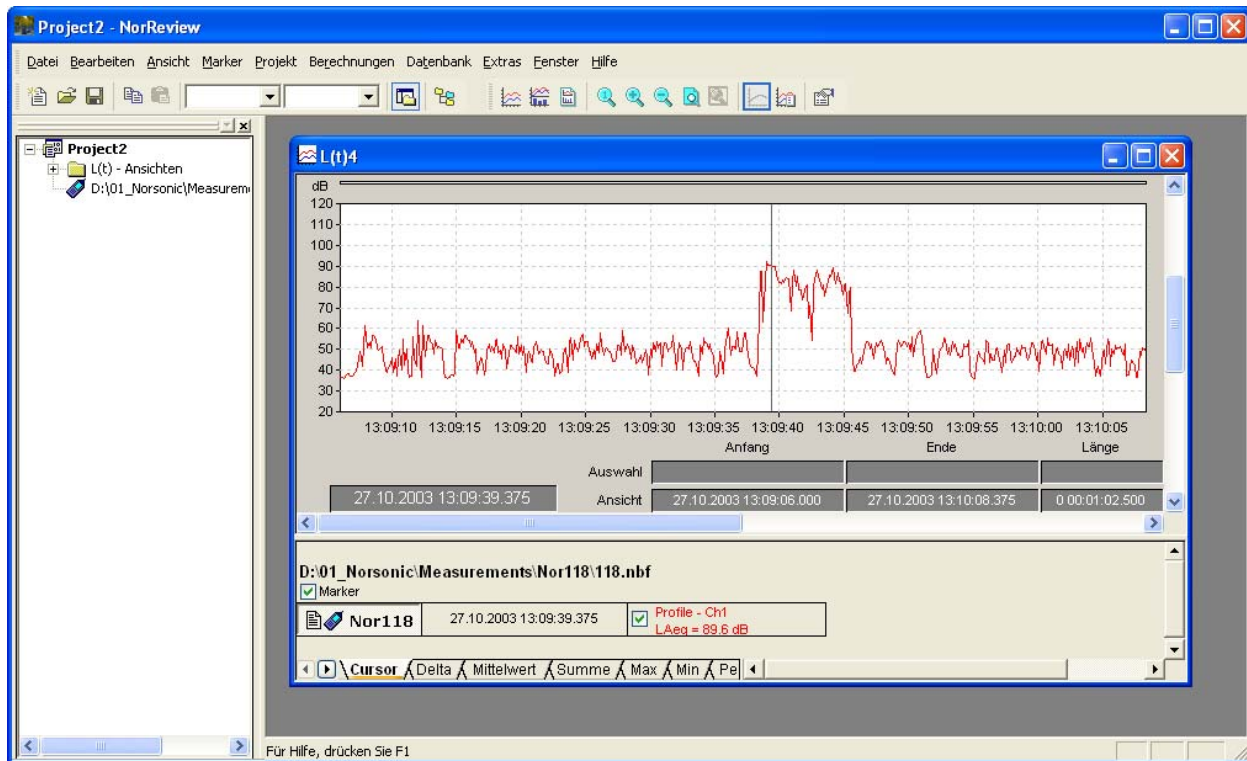 Project2 - NorReview
Datei Bearbeiten Ansicht Marker Projekt Berechnungen Datenbank Extras Fenster Hilfe
Project2
L(t) - Ansichten
D:\01_Norsonic\Measurem
L(t)4
dB
120
110
100
90
80
70
60
50
40
30
20
13:09:10 13:09:15 13:09:20 13:09:25 13:09:30 13:09:35 13:09:40 13:09:45 13:09:50 13:09:55 13:10:00 13:10:05
Anfang Ende Länge
Auswahl
27.10.2003 13:09:39.375 Ansicht 27.10.2003 13:09:06.000 27.10.2003 13:10:08.375 0 00:01:02.500
D:\01_Norsonic\Measurements\Nor118\118.nbf
Marker
Nor118 27.10.2003 13:09:39.375 Profile - Ch1
LAeq = 89.6 dB
Cursor Delta Mittelwert Summe Max Min Pe
Für Hilfe, drücken Sie F1